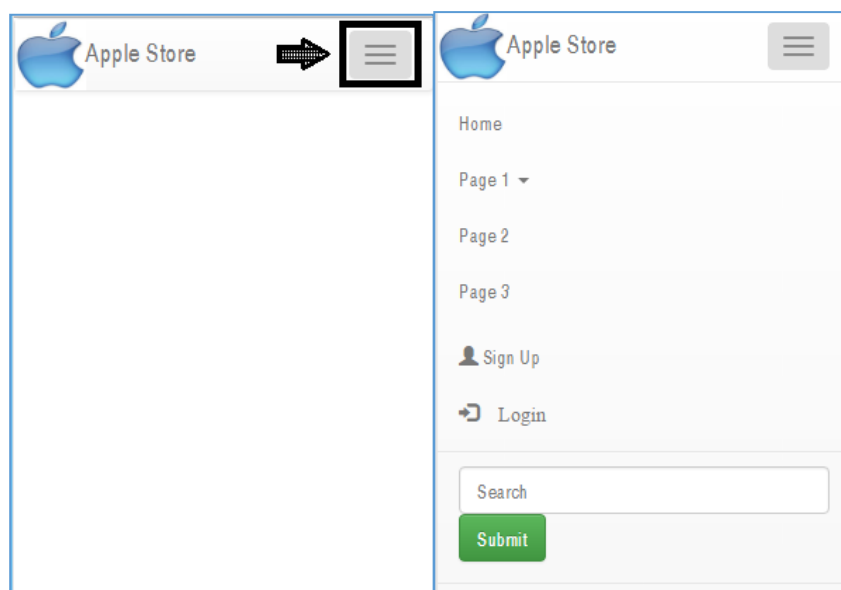 Apple Store
Apple Store
Home
Page 1
Page 2
Page 3
Sign Up
Login
Search
Submit